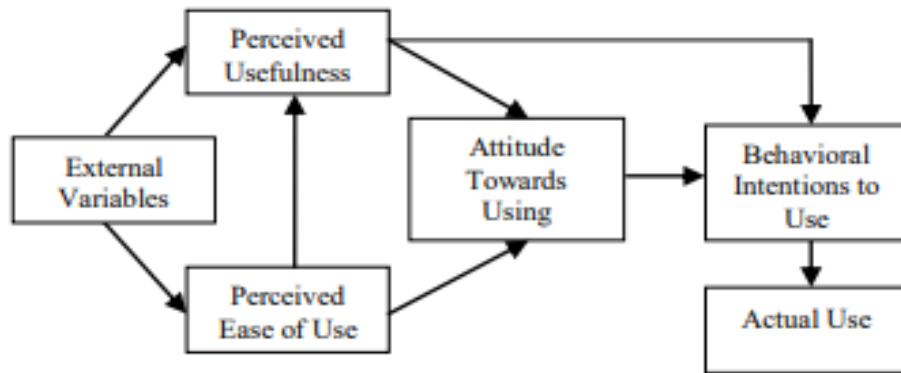 Perceived
Usefulness
External
Variables
Attitude
Towards
Using
Behavioral
Intentions to
Use
Perceived
Ease of Use
Actual Use